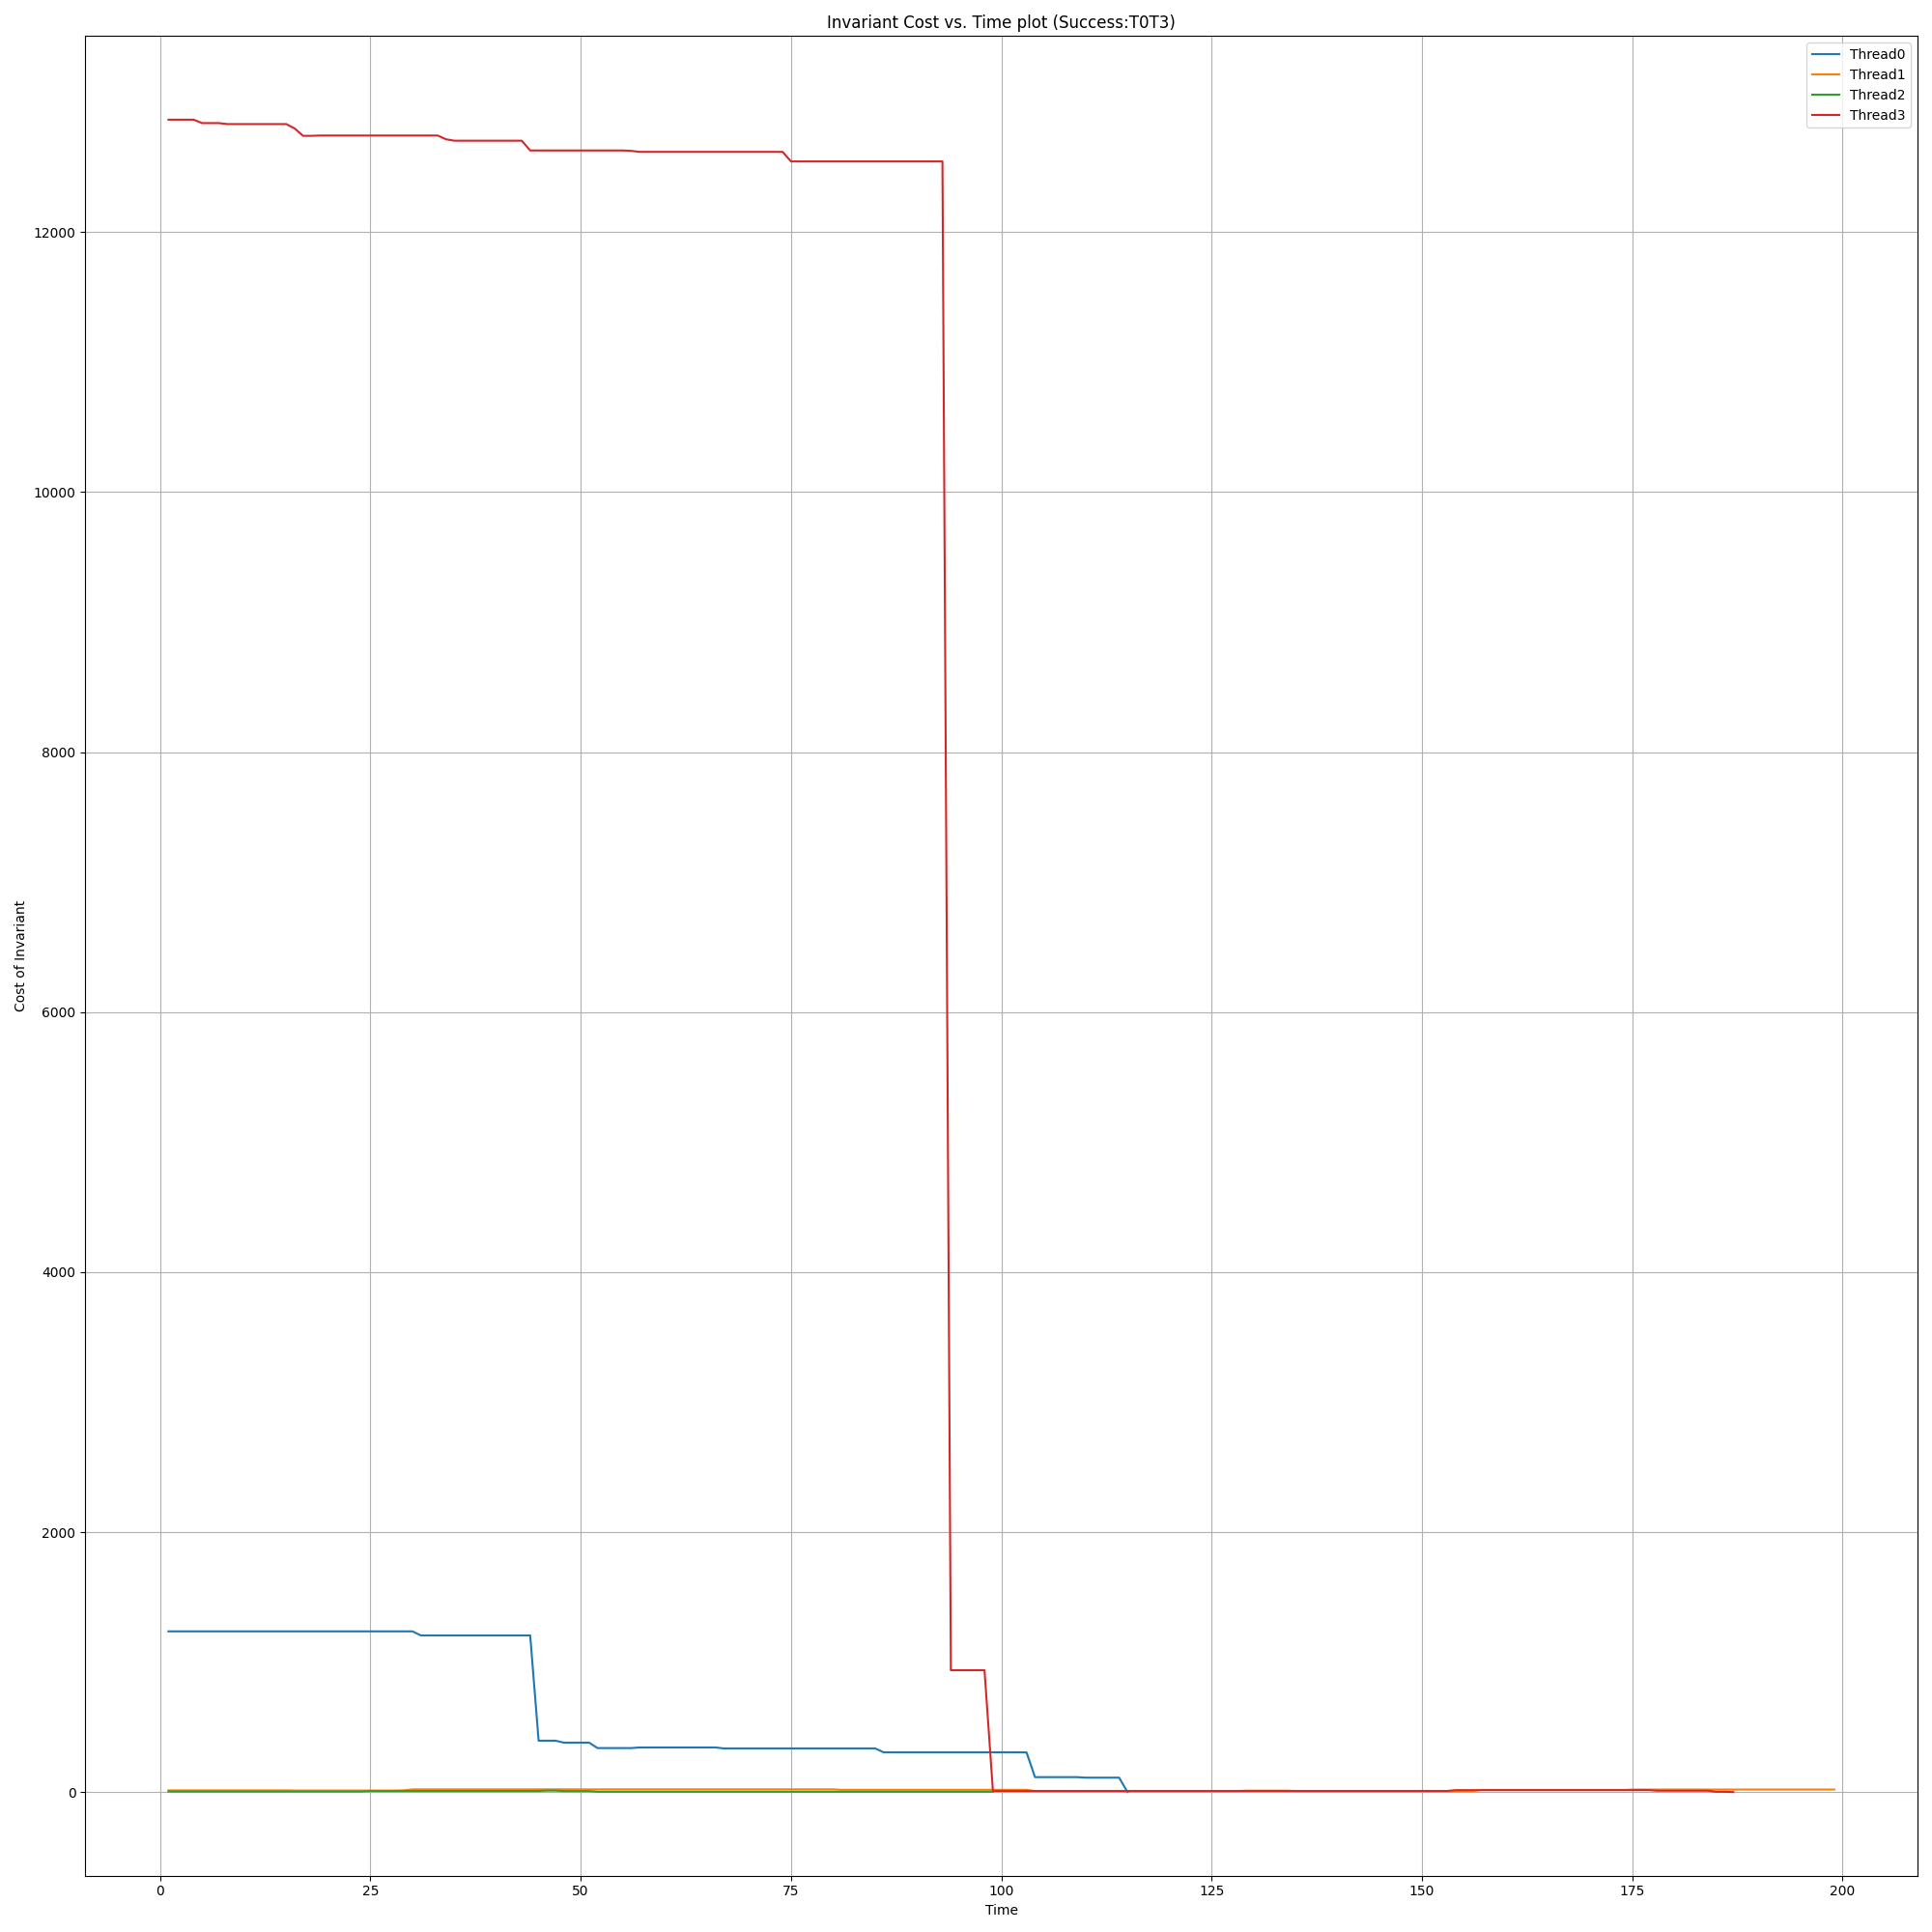 Invariant Cost vs. Time plot (Success:T0T3)
Thread0
Thread1
Thread2
Thread3
Cost of Invariant
12000
10000
8000
6000
4000
2000
0
0 25 50 75 100 125 150 175 200
Time